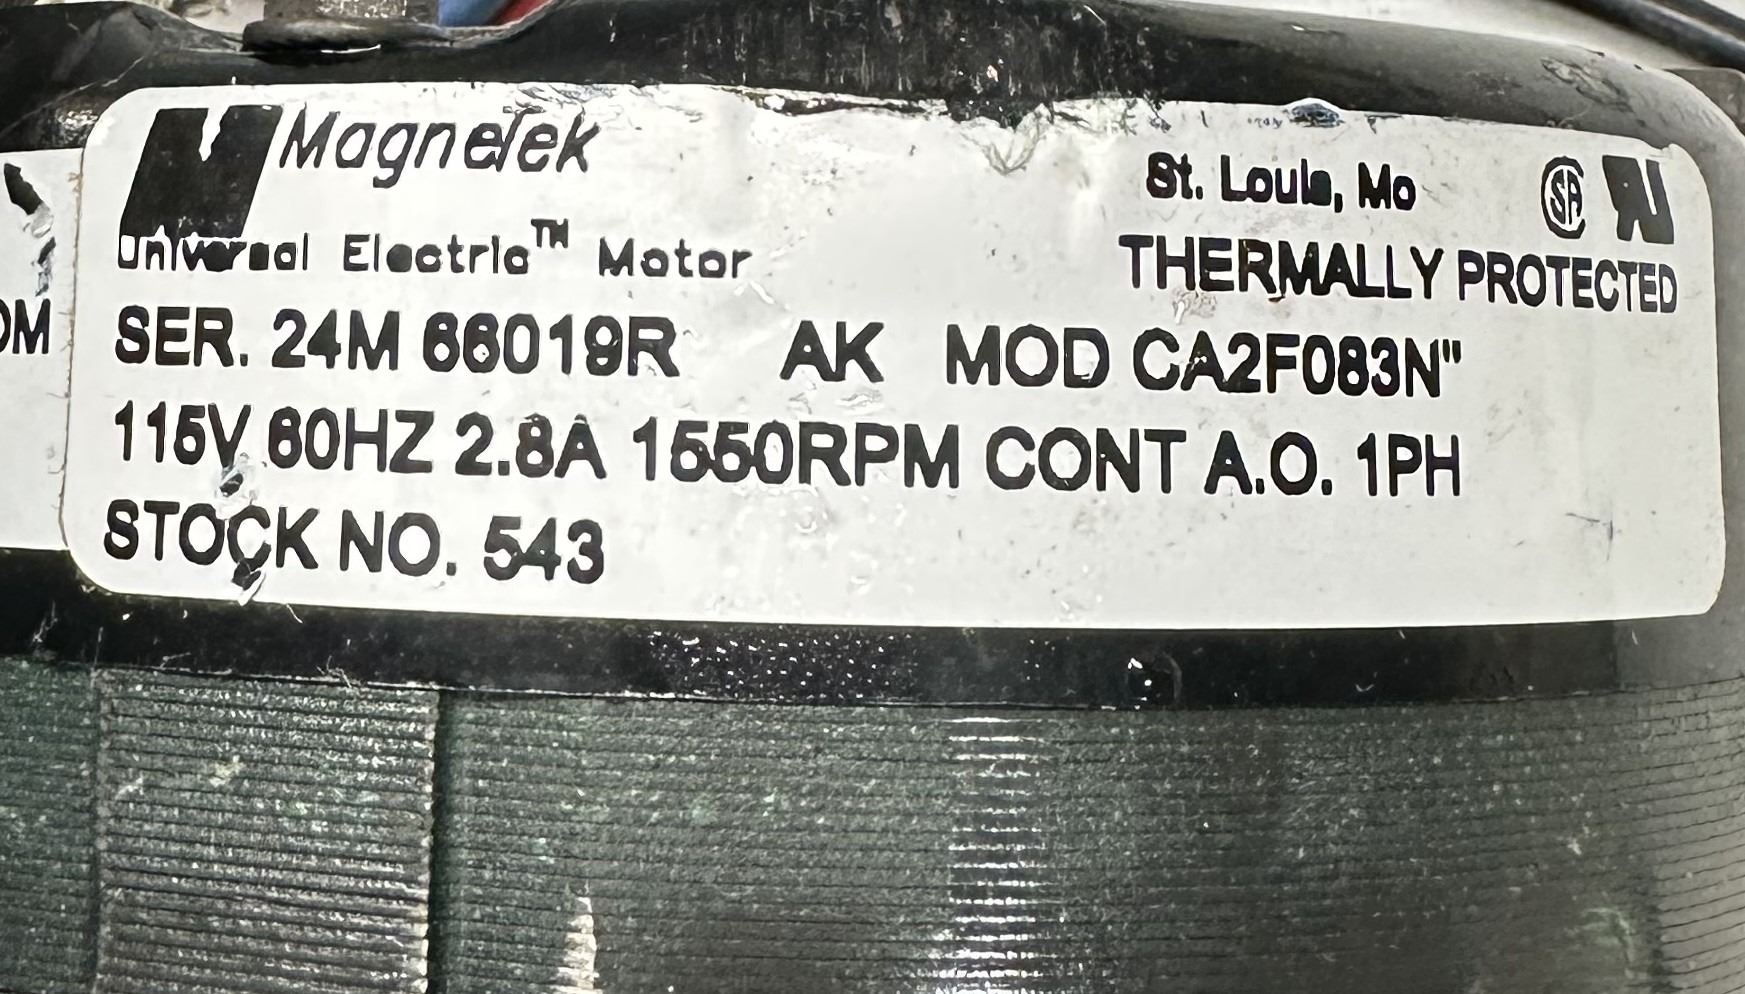 MagneTek
Universal Electric™ Motor
St. Louis, Mo
THERMALLY PROTECTED
SER. 24M 66019R AK MOD CA2F083N"
115V 60HZ 2.8A 1550RPM CONT A.O. 1PH
STOCK NO. 543
OM